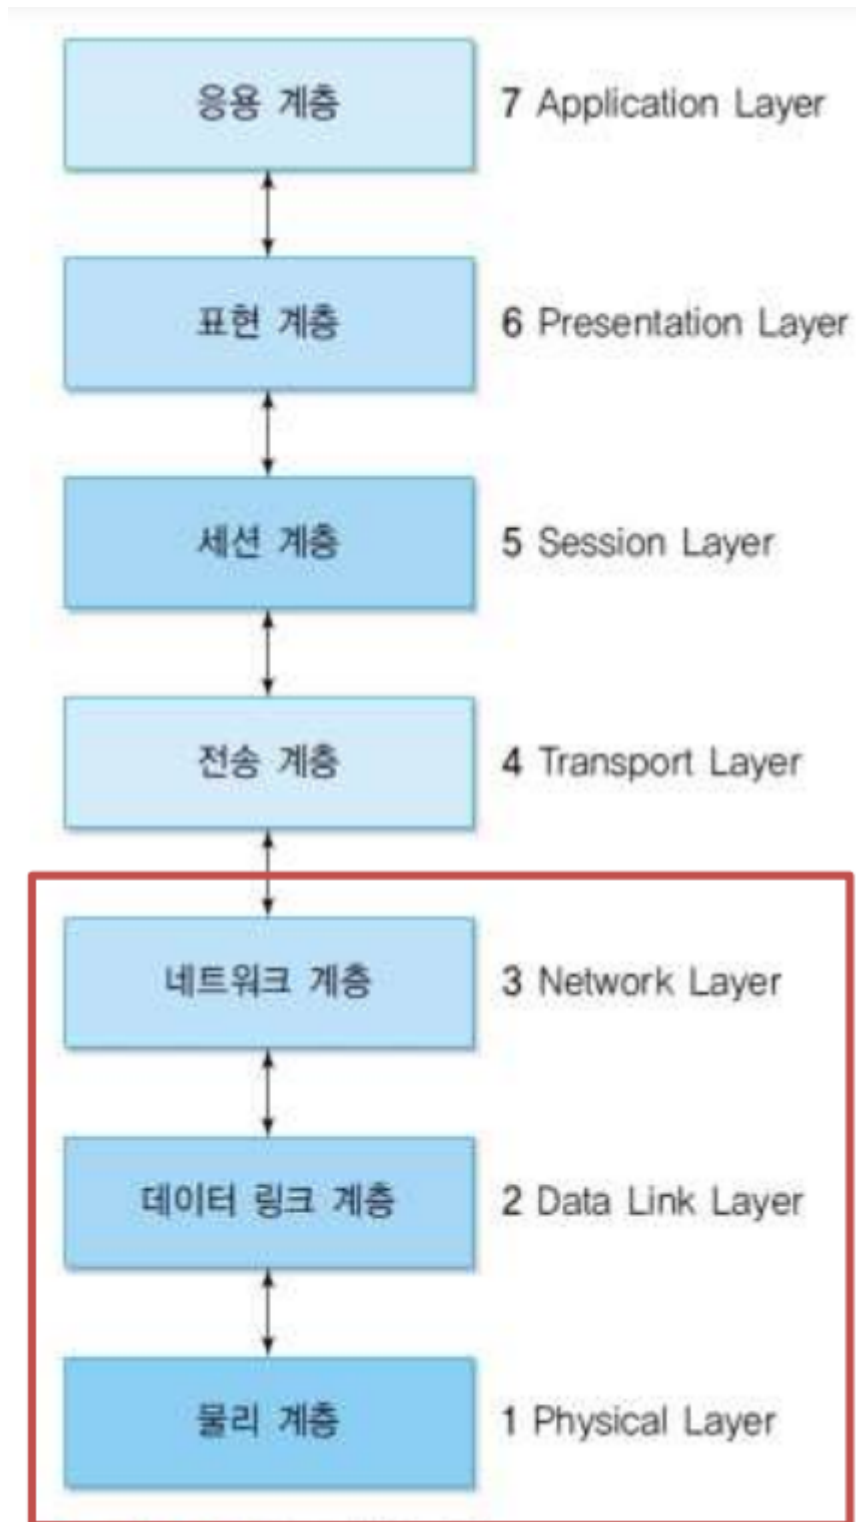 응용 계층 7 Application Layer
표현 계층 6 Presentation Layer
세션 계층 5 Session Layer
전송 계층 4 Transport Layer
네트워크 계층 3 Network Layer
데이터 링크 계층 2 Data Link Layer
물리 계층 1 Physical Layer